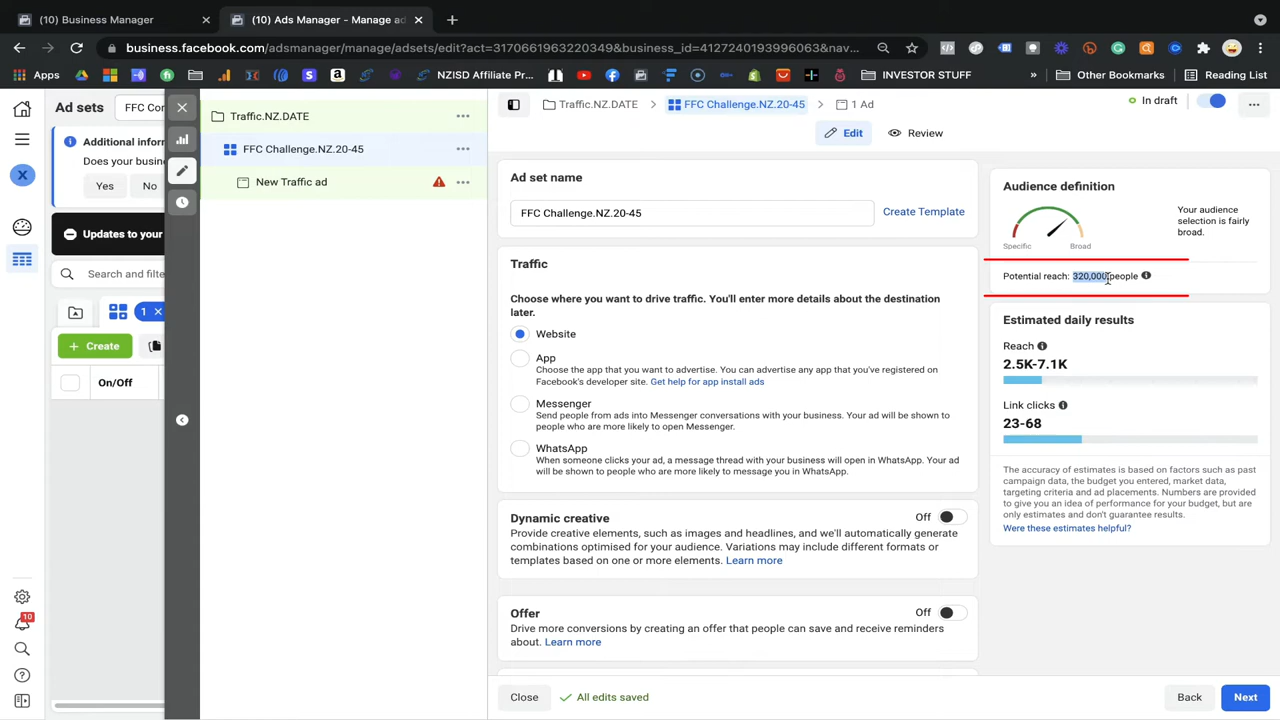 (10) Business Manager
(10) Ads Manager - Manage ad
business.facebook.com/adsmanager/manage/adsets/edit?act=3170661963220349&business_id=4127240193996063&nav...
Apps
NZISD Affiliate Pr...
INVESTOR STUFF
»
Other Bookmarks
Reading List
Ad sets
FFC Cor
Additional inform
Does your busine
Yes
No
Updates to your
Search and filte
1
Create
On/Off
10
Traffic.NZ.DATE
FFC Challenge.NZ.20-45
New Traffic ad
Traffic.NZ.DATE
FFC Challenge.NZ.20-45
1 Ad
In draft
Edit
Review
Ad set name
FFC Challenge.NZ.20-45
Create Template
Traffic
Choose where you want to drive traffic. You'll enter more details about the destination
later.
Website
App
Choose the app that you want to advertise. You can advertise any app that you've registered on
Facebook's developer site. Get help for app install ads
Messenger
Send people from ads into Messenger conversations with your business. Your ad will be shown to
people who are more likely to open Messenger.
WhatsApp
When someone clicks your ad, a message thread with your business will open in WhatsApp. Your ad
will be shown to people who are more likely to message you in WhatsApp.
Dynamic creative
Off
Provide creative elements, such as images and headlines, and we'll automatically generate
combinations optimised for your audience. Variations may include different formats or
templates based on one or more elements. Learn more
Offer
Off
Drive more conversions by creating an offer that people can save and receive reminders
about. Learn more
Close
All edits saved
Back
Next
Audience definition
Specific
Broad
Your audience
selection is fairly
broad.
Potential reach: 320,000 people
Estimated daily results
Reach
2.5K-7.1K
Link clicks
23-68
The accuracy of estimates is based on factors such as past
campaign data, the budget you entered, market data,
targeting criteria and ad placements. Numbers are provided
to give you an idea of performance for your budget, but are
only estimates and don't guarantee results.
Were these estimates helpful?